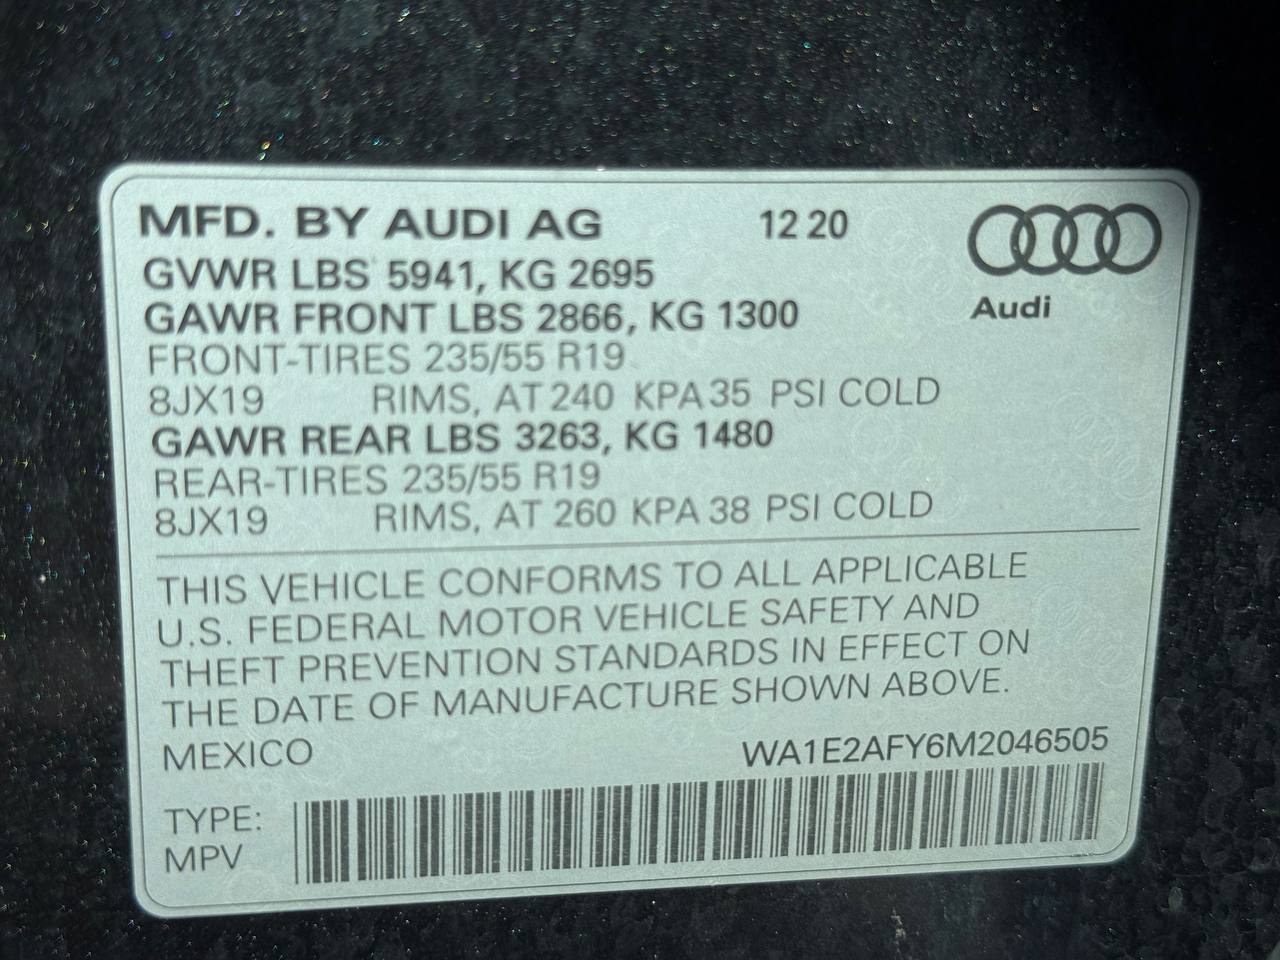 MFD. BY AUDI AG 12 20
GVWR LBS 5941, KG 2695
GAWR FRONT LBS 2866, KG 1300
Audi
FRONT-TIRES 235/55 R19
8JX19 RIMS, AT 240 KPA 35 PSI COLD
GAWR REAR LBS 3263, KG 1480
REAR-TIRES 235/55 R19
8JX19 RIMS, AT 260 KPA 38 PSI COLD
THIS VEHICLE CONFORMS TO ALL APPLICABLE
U.S. FEDERAL MOTOR VEHICLE SAFETY AND
THEFT PREVENTION STANDARDS IN EFFECT ON
THE DATE OF MANUFACTURE SHOWN ABOVE.
MEXICO WA1E2AFY6M2046505
TYPE:
MPV